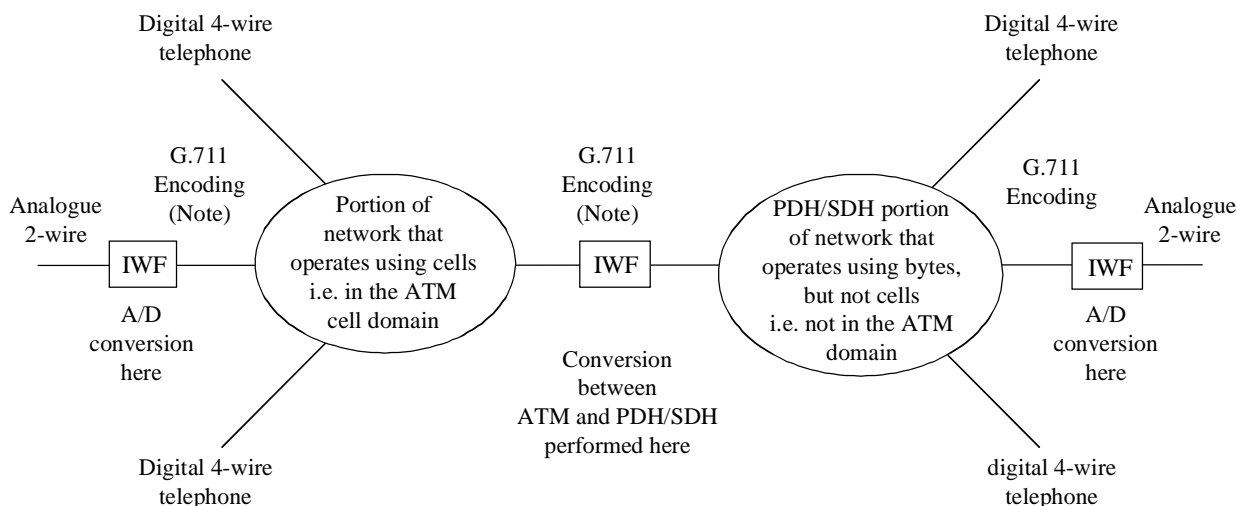 Digital 4-wire
telephone
Digital 4-wire
telephone
G.711
Encoding
(Note)
G.711
Encoding
(Note)
G.711
Encoding
Analogue
2-wire
Portion of
network that
operates using cells
i.e. in the ATM
cell domain
PDH/SDH portion
of network that
operates using bytes,
but not cells
i.e. not in the ATM
domain
Analogue
2-wire
IWF
IWF
IWF
A/D
conversion
here
Conversion
between
ATM and PDH/SDH
performed here
A/D
conversion
here
Digital 4-wire
telephone
digital 4-wire
telephone